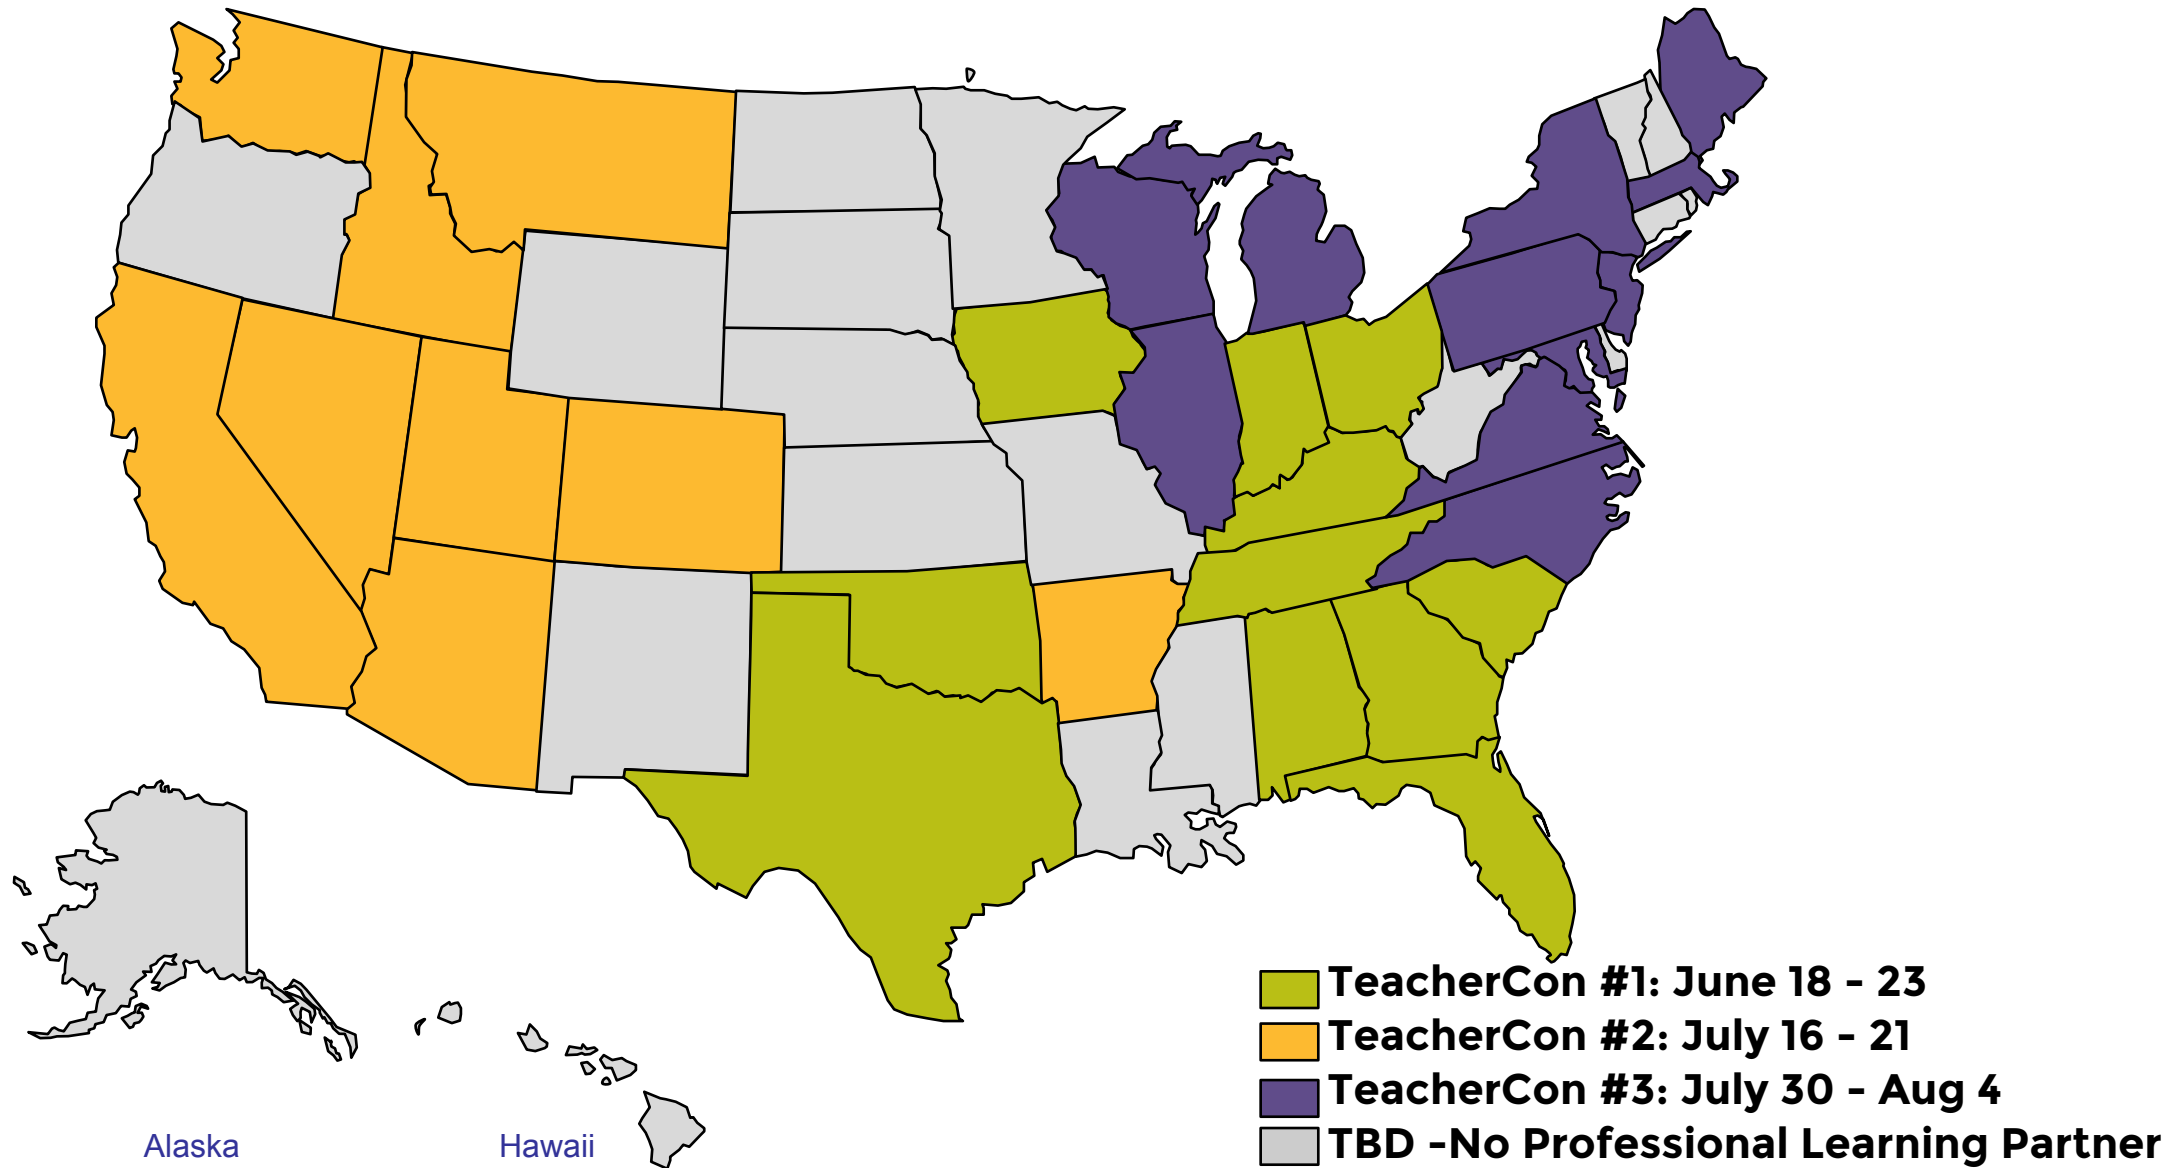 TeacherCon #1: June 18 - 23
TeacherCon #2: July 16 - 21
TeacherCon #3: July 30 - Aug 4
TBD -No Professional Learning Partner
Alaska
Hawaii